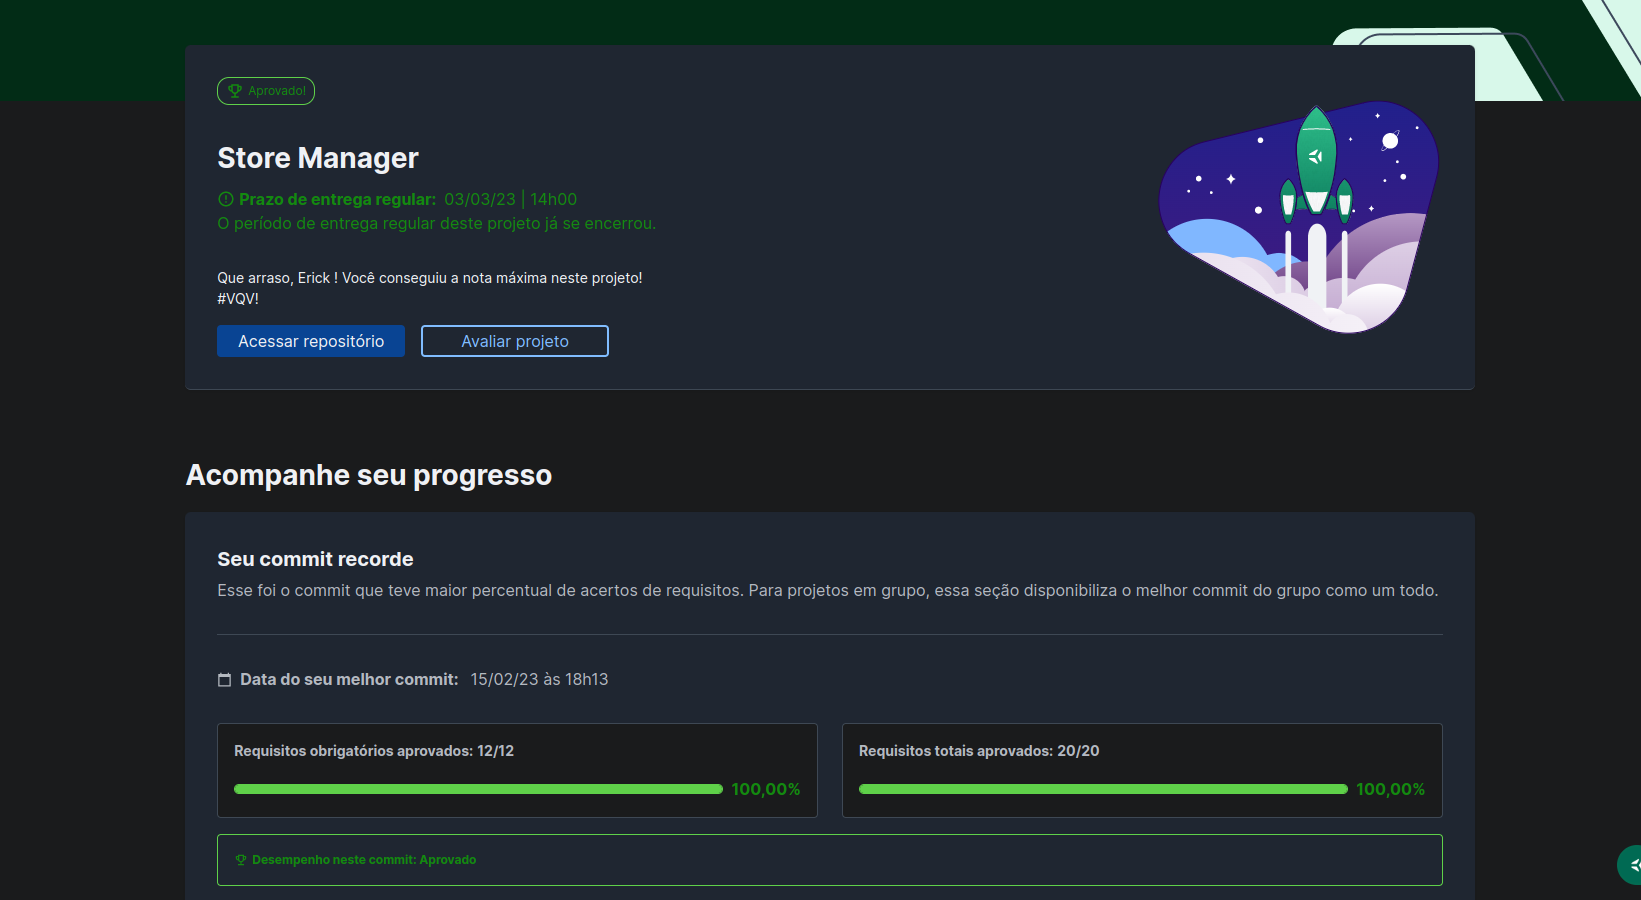 Aprovado!
Store Manager
Prazo de entrega regular: 03/03/23 | 14h00
O período de entrega regular deste projeto já se encerrou.
Que arraso, Erick ! Você conseguiu a nota máxima neste projeto!
#VQV!
Acessar repositório
Avaliar projeto
Acompanhe seu progresso
Seu commit recorde
Esse foi o commit que teve maior percentual de acertos de requisitos. Para projetos em grupo, essa seção disponibiliza o melhor commit do grupo como um todo.
Data do seu melhor commit: 15/02/23 às 18h13
Requisitos obrigatórios aprovados: 12/12
100,00%
Requisitos totais aprovados: 20/20
100,00%
Desempenho neste commit: Aprovado